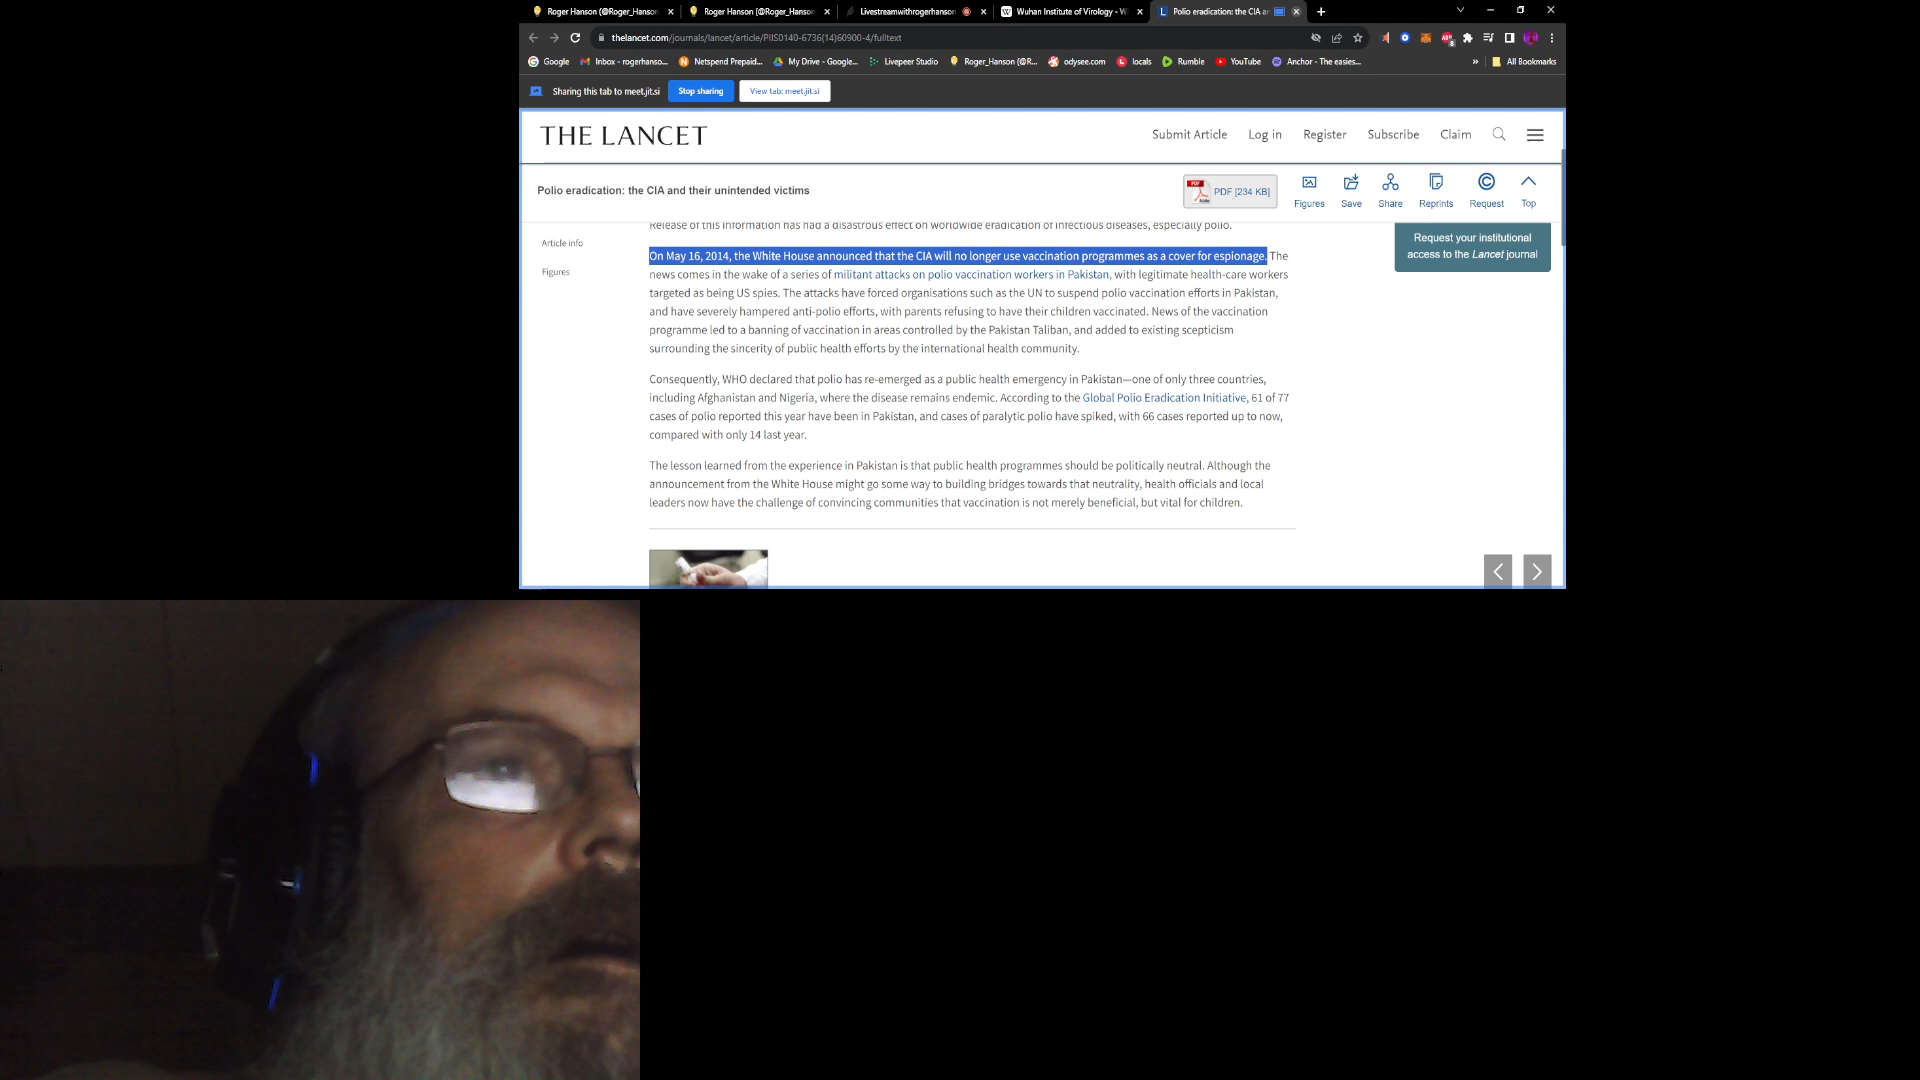 Roger Hanson (@Roger_Hanson
Roger Hanson (@Roger_Hanson
Livestreamwithrogerhanson
Wuhan Institute of Virology - W
Polio eradication: the CIA an
thelancet.com/journals/lancet/article/PIIS0140-6736(14)60900-4/fulltext
Google
Inbox - rogerhanso...
Netspend Prepaid...
My Drive - Google...
Livepeer Studio
Roger_Hanson (@R...
odysee.com
locals
Rumble
YouTube
Anchor - The easies...
»
All Bookmarks
Sharing this tab to meet.jit.si
Stop sharing
View tab: meet.jit.si
THE LANCET
Submit Article
Log in
Register
Subscribe
Claim
Polio eradication: the CIA and their unintended victims
PDF [234 KB]
Figures
Save
Share
Reprints
Request
Top
Article info
Figures
Release of this information has had a disastrous effect on worldwide eradication of infectious diseases, especially polio.
On May 16, 2014, the White House announced that the CIA will no longer use vaccination programmes as a cover for espionage. The
news comes in the wake of a series of militant attacks on polio vaccination workers in Pakistan, with legitimate health-care workers
targeted as being US spies. The attacks have forced organisations such as the UN to suspend polio vaccination efforts in Pakistan,
and have severely hampered anti-polio efforts, with parents refusing to have their children vaccinated. News of the vaccination
programme led to a banning of vaccination in areas controlled by the Pakistan Taliban, and added to existing scepticism
surrounding the sincerity of public health efforts by the international health community.
Consequently, WHO declared that polio has re-emerged as a public health emergency in Pakistan—one of only three countries,
including Afghanistan and Nigeria, where the disease remains endemic. According to the Global Polio Eradication Initiative, 61 of 77
cases of polio reported this year have been in Pakistan, and cases of paralytic polio have spiked, with 66 cases reported up to now,
compared with only 14 last year.
The lesson learned from the experience in Pakistan is that public health programmes should be politically neutral. Although the
announcement from the White House might go some way to building bridges towards that neutrality, health officials and local
leaders now have the challenge of convincing communities that vaccination is not merely beneficial, but vital for children.
Request your institutional
access to the Lancet journal